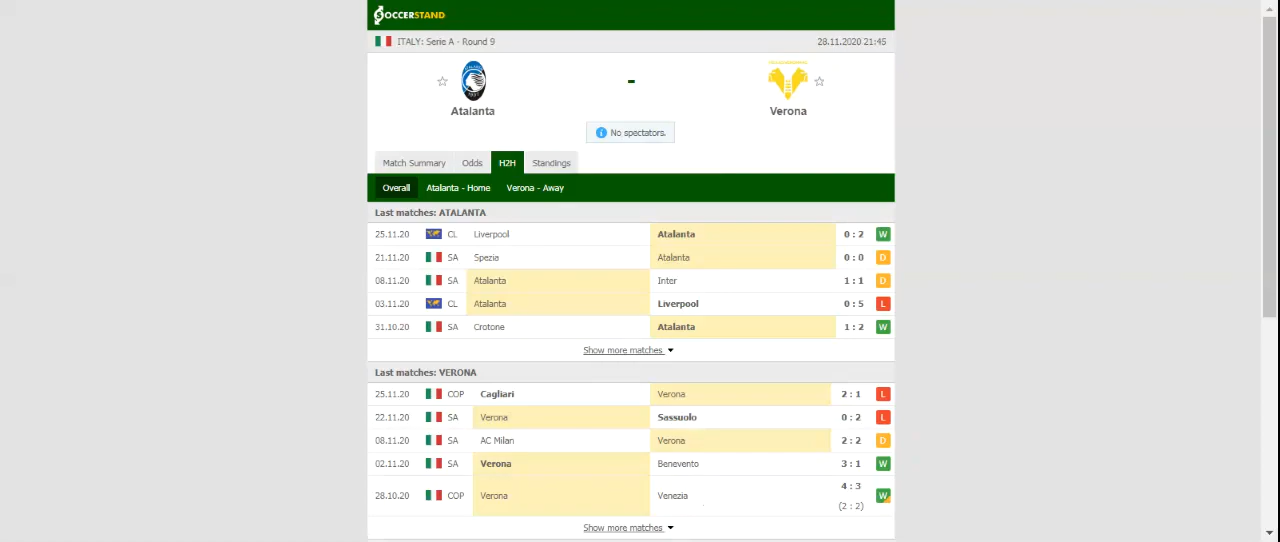 SOCCERSTAND
ITALY: Serie A - Round 9 28.11.2020 21:45
-
Atalanta Verona
No spectators.
Match Summary Odds H2H Standings
Overall Atalanta - Home Verona - Away
Last matches: ATALANTA
25.11.20 CL Liverpool Atalanta 0 : 2 W
21.11.20 SA Spezia Atalanta 0 : 0 D
08.11.20 SA Atalanta Inter 1 : 1 D
03.11.20 CL Atalanta Liverpool 0 : 5 L
31.10.20 SA Crotone Atalanta 1 : 2 W
Show more matches
Last matches: VERONA
25.11.20 COP Cagliari Verona 2 : 1 L
22.11.20 SA Verona Sassuolo 0 : 2 L
08.11.20 SA AC Milan Verona 2 : 2 D
02.11.20 SA Verona Benevento 3 : 1 W
28.10.20 COP Verona Venezia 4 : 3 W
(2 : 2)
Show more matches